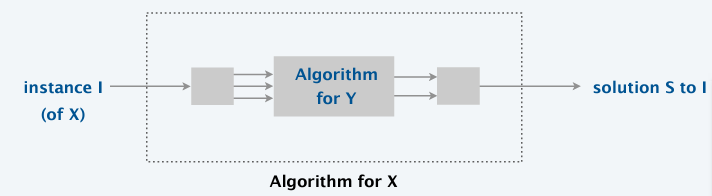 instance I
(of X)
Algorithm
for Y
solution S to I
Algorithm for X